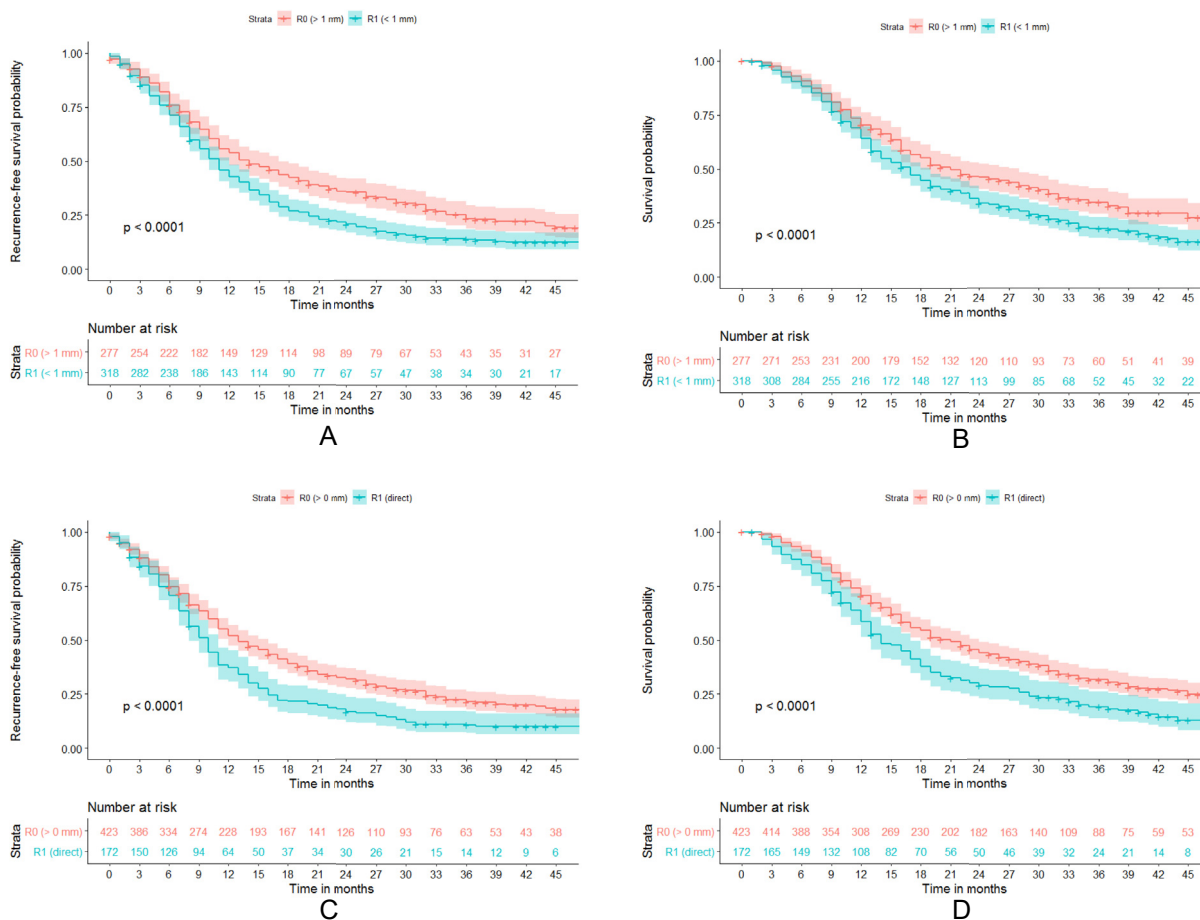 Strata R0 (> 1 mm) R1 (< 1 mm)
Recurrence-free survival probability
1.00
0.75
0.50
0.25
0.00
p < 0.0001
0 3 6 9 12 15 18 21 24 27 30 33 36 39 42 45
Time in months
Number at risk
Strata
R0 (> 1 mm) 277 254 222 182 149 129 114 98 89 79 67 53 43 35 31 27
R1 (< 1 mm) 318 282 238 186 143 114 90 77 67 57 47 38 34 30 21 17
0 3 6 9 12 15 18 21 24 27 30 33 36 39 42 45
Time in months
A
Strata R0 (> 1 mm) R1 (< 1 mm)
Survival probability
1.00
0.75
0.50
0.25
0.00
p < 0.0001
0 3 6 9 12 15 18 21 24 27 30 33 36 39 42 45
Time in months
Number at risk
Strata
R0 (> 1 mm) 277 271 253 231 200 179 152 132 120 110 93 73 60 51 41 39
R1 (< 1 mm) 318 308 284 255 216 172 148 127 113 99 85 68 52 45 32 22
0 3 6 9 12 15 18 21 24 27 30 33 36 39 42 45
Time in months
B
Strata R0 (> 0 mm) R1 (direct)
Recurrence-free survival probability
1.00
0.75
0.50
0.25
0.00
p < 0.0001
0 3 6 9 12 15 18 21 24 27 30 33 36 39 42 45
Time in months
Number at risk
Strata
R0 (> 0 mm) 423 386 334 274 228 193 167 141 126 110 93 76 63 53 43 38
R1 (direct) 172 150 126 94 64 50 37 34 30 26 21 15 14 12 9 6
0 3 6 9 12 15 18 21 24 27 30 33 36 39 42 45
Time in months
C
Strata R0 (> 0 mm) R1 (direct)
Survival probability
1.00
0.75
0.50
0.25
0.00
p < 0.0001
0 3 6 9 12 15 18 21 24 27 30 33 36 39 42 45
Time in months
Number at risk
Strata
R0 (> 0 mm) 423 414 388 354 308 269 230 202 182 163 140 109 88 75 59 53
R1 (direct) 172 165 149 132 108 82 70 56 50 46 39 32 24 21 14 8
0 3 6 9 12 15 18 21 24 27 30 33 36 39 42 45
Time in months
D